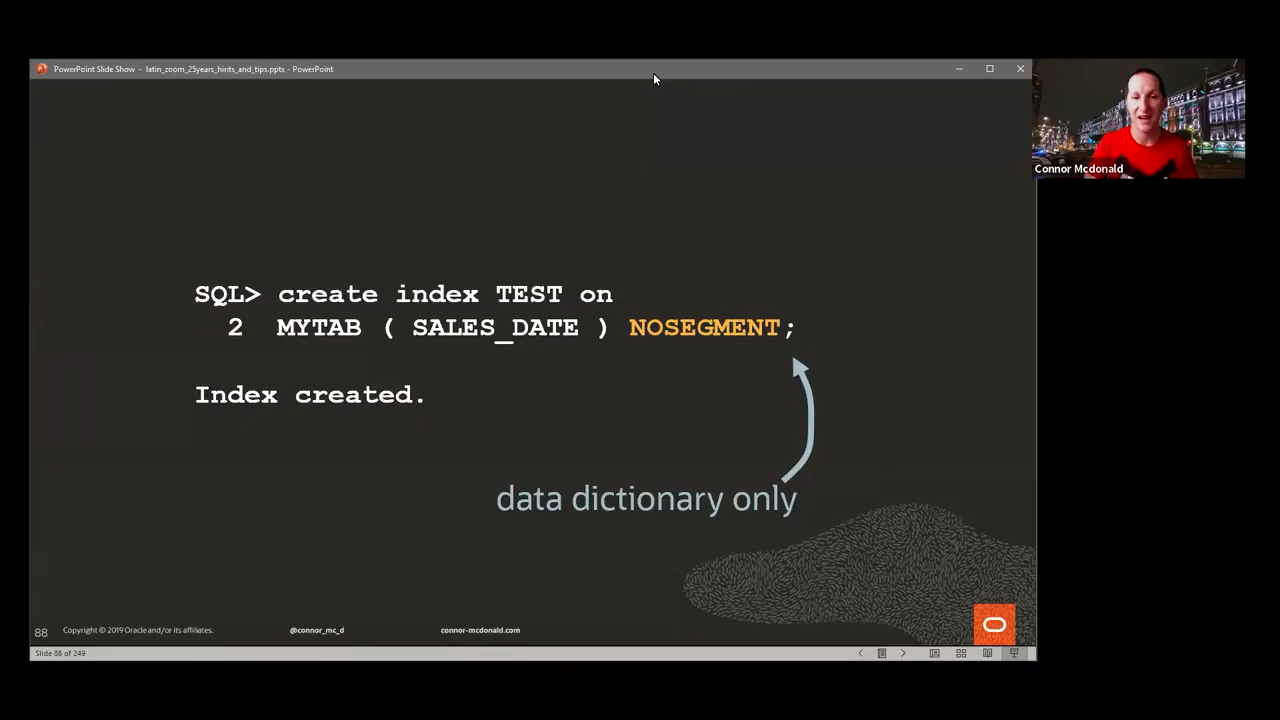 PowerPoint Slide Show - latin_zoom_25years_hints_and_tips.pptx - PowerPoint
Connor Mcdonald
SQL> create index TEST on
2 MYTAB ( SALES_DATE ) NOSEGMENT;
Index created.
data dictionary only
88 Copyright © 2019 Oracle and/or its affiliates. @connor_mc_d connor-mcdonald.com
Slide 88 of 249